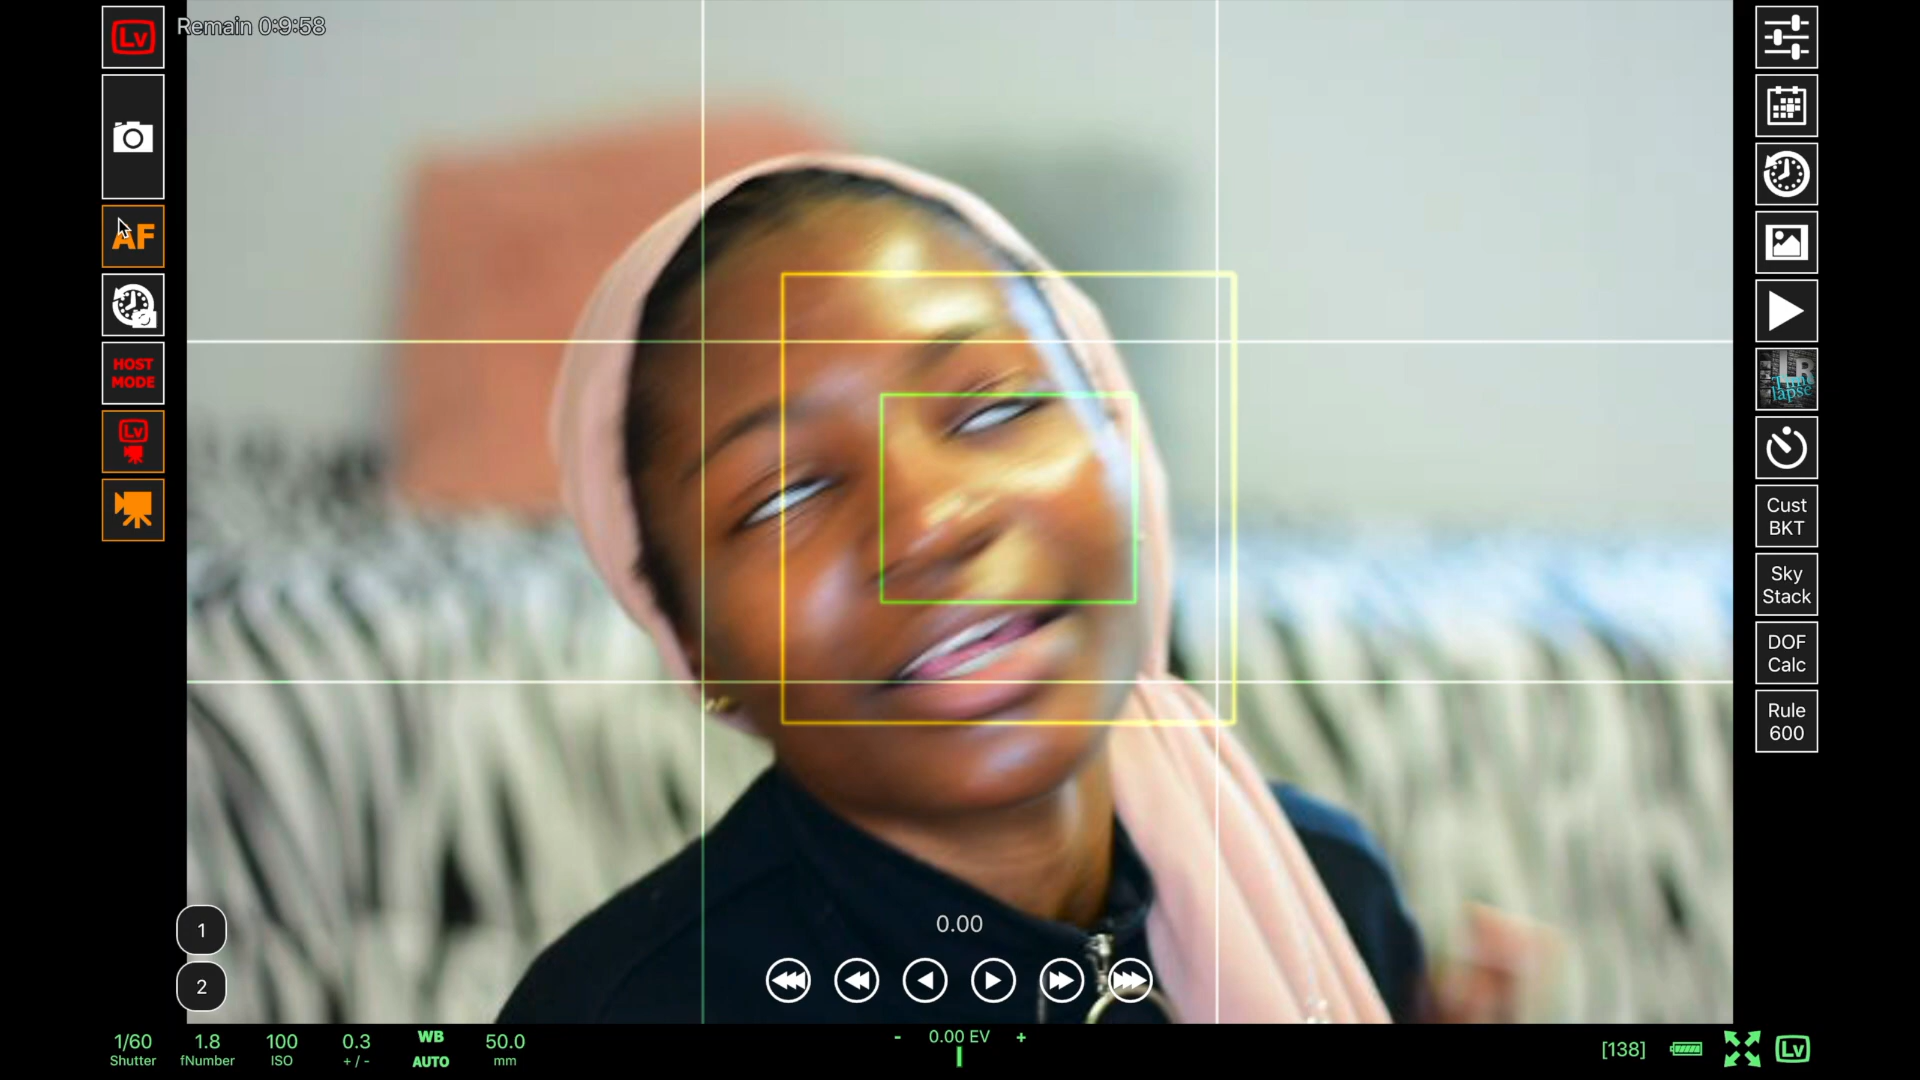 Lv
Remain 0:9:58
AF
HOST
MODE
Lv
Cust
BKT
Sky
Stack
DOF
Calc
Rule
600
LR
Time
lapse
1
2
0.00
1/60
Shutter
1.8
fNumber
100
ISO
0.3
+ / -
WB
AUTO
50.0
mm
- 0.00 EV +
[138]
Lv